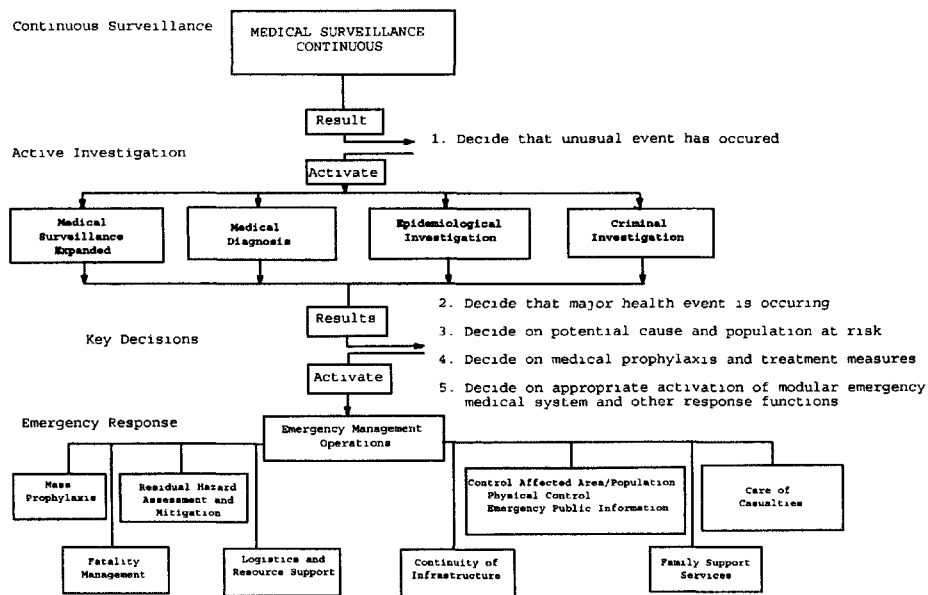 Continuous Surveillance
MEDICAL SURVEILLANCE
CONTINUOUS
Result
1. Decide that unusual event has occured
Active Investigation
Activate
Medical
Surveillance
Expanded
Medical
Diagnosis
Epidemiological
Investigation
Criminal
Investigation
2. Decide that major health event is occuring
Results
3. Decide on potential cause and population at risk
Key Decisions
4. Decide on medical prophylaxis and treatment measures
Activate
5. Decide on appropriate activation of modular emergency
medical system and other response functions
Emergency Response
Emergency Management
Operations
Mass
Prophylaxis
Residual Hazard
Assessment and
Mitigation
Control Affected Area/Population
Physical Control
Emergency Public Information
Care of
Casualties
Fatality
Management
Logistics and
Resource Support
Continuity of
Infrastructure
Family Support
Services